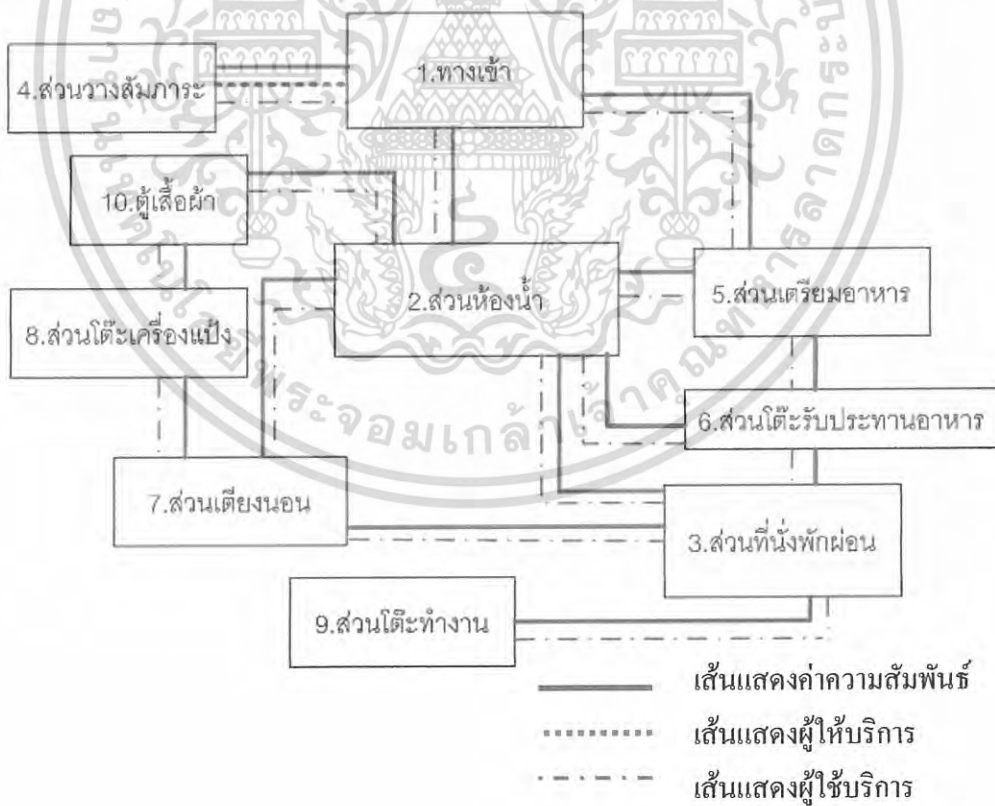 1.ทางเข้า
4.ส่วนวางสัมภาระ
10.ตู้เสื้อผ้า
2.ส่วนห้องน้ำ
5.ส่วนเตรียมอาหาร
8.ส่วนโต๊ะเครื่องแป้ง
6.ส่วนโต๊ะรับประทานอาหาร
7.ส่วนเตียงนอน
3.ส่วนที่นั่งพักผ่อน
9.ส่วนโต๊ะทำงาน
เส้นแสดงค่าความสัมพันธ์
เส้นแสดงผู้ให้บริการ
เส้นแสดงผู้ใช้บริการ